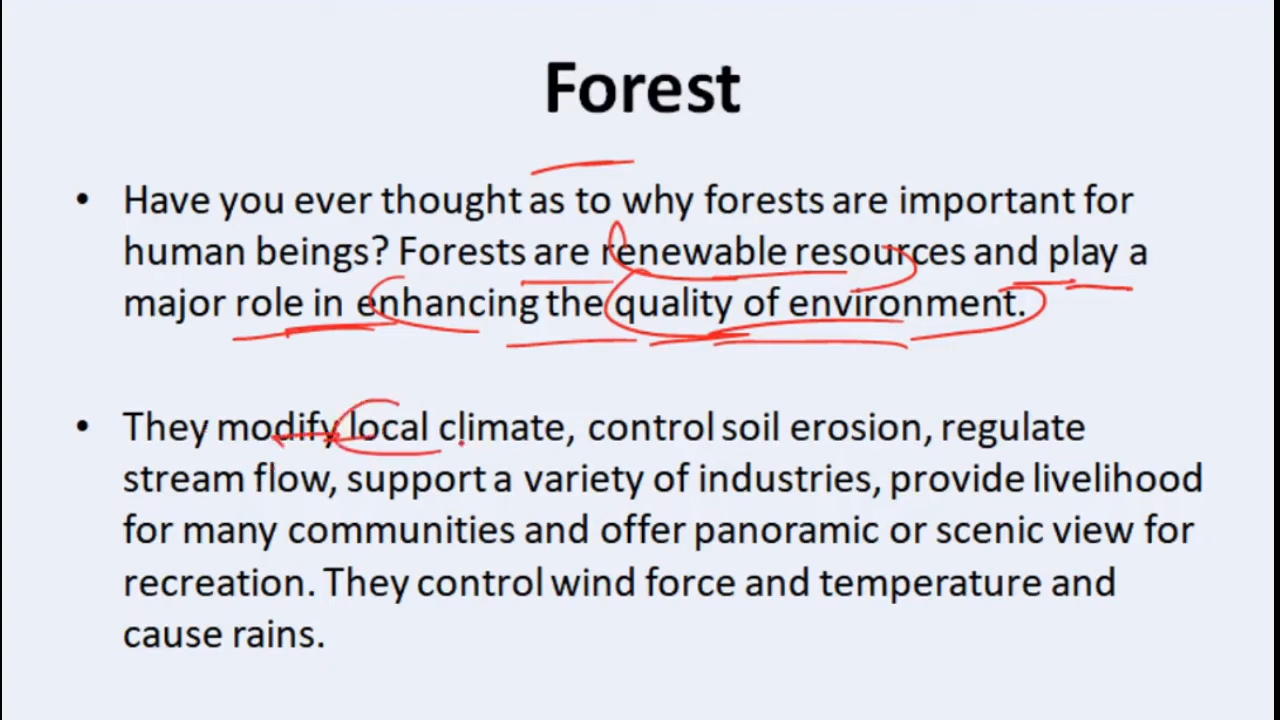 Forest
• Have you ever thought as to why forests are important for
human beings? Forests are renewable resources and play a
major role in enhancing the quality of environment.
• They modify local climate, control soil erosion, regulate
stream flow, support a variety of industries, provide livelihood
for many communities and offer panoramic or scenic view for
recreation. They control wind force and temperature and
cause rains.